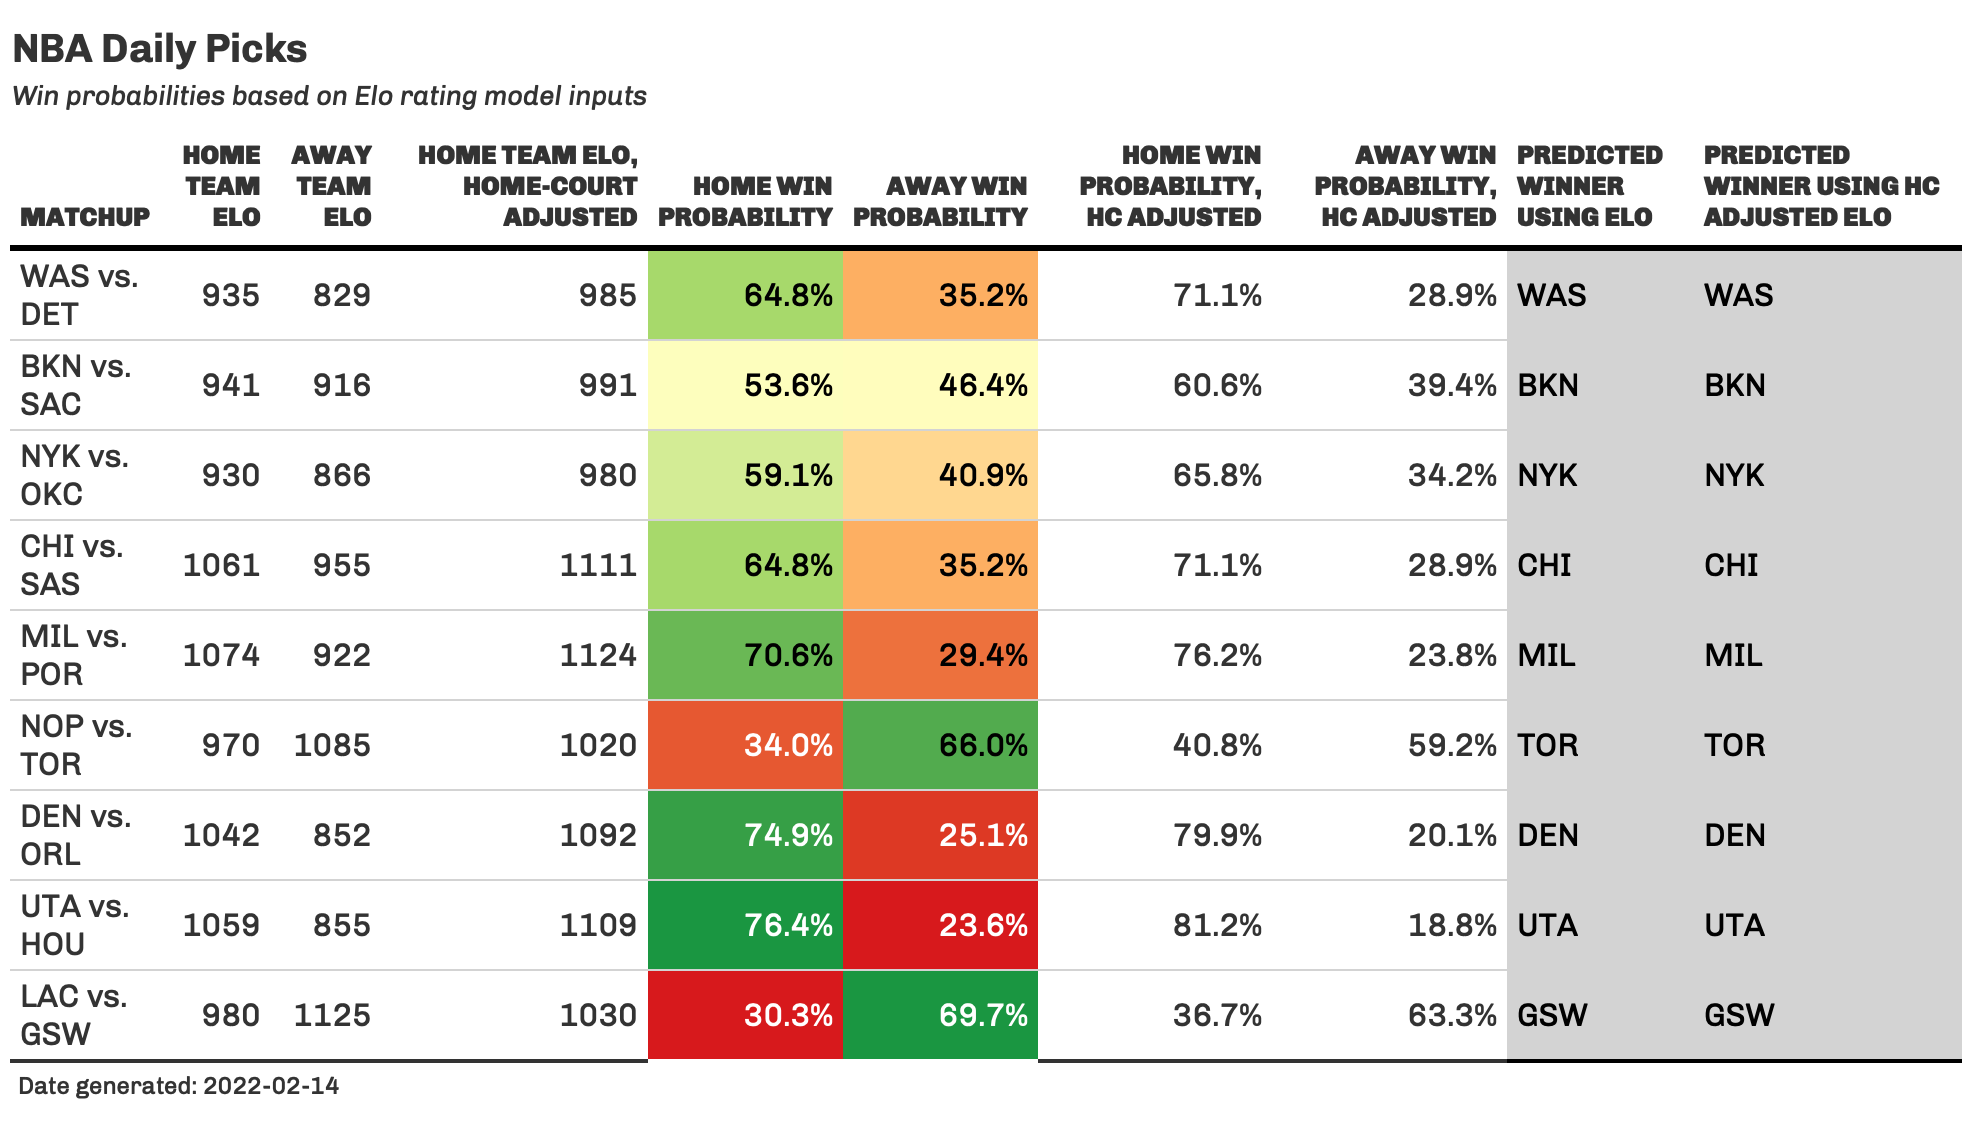 NBA Daily Picks
Win probabilities based on Elo rating model inputs
MATCHUP HOME TEAM ELO AWAY TEAM ELO HOME TEAM ELO, HOME-COURT ADJUSTED HOME WIN PROBABILITY AWAY WIN PROBABILITY HOME WIN PROBABILITY, HC ADJUSTED AWAY WIN PROBABILITY, HC ADJUSTED PREDICTED WINNER USING ELO PREDICTED WINNER USING HC ADJUSTED ELO
WAS vs. DET 935 829 985 64.8% 35.2% 71.1% 28.9% WAS WAS
BKN vs. SAC 941 916 991 53.6% 46.4% 60.6% 39.4% BKN BKN
NYK vs. OKC 930 866 980 59.1% 40.9% 65.8% 34.2% NYK NYK
CHI vs. SAS 1061 955 1111 64.8% 35.2% 71.1% 28.9% CHI CHI
MIL vs. POR 1074 922 1124 70.6% 29.4% 76.2% 23.8% MIL MIL
NOP vs. TOR 970 1085 1020 34.0% 66.0% 40.8% 59.2% TOR TOR
DEN vs. ORL 1042 852 1092 74.9% 25.1% 79.9% 20.1% DEN DEN
UTA vs. HOU 1059 855 1109 76.4% 23.6% 81.2% 18.8% UTA UTA
LAC vs. GSW 980 1125 1030 30.3% 69.7% 36.7% 63.3% GSW GSW
Date generated: 2022-02-14